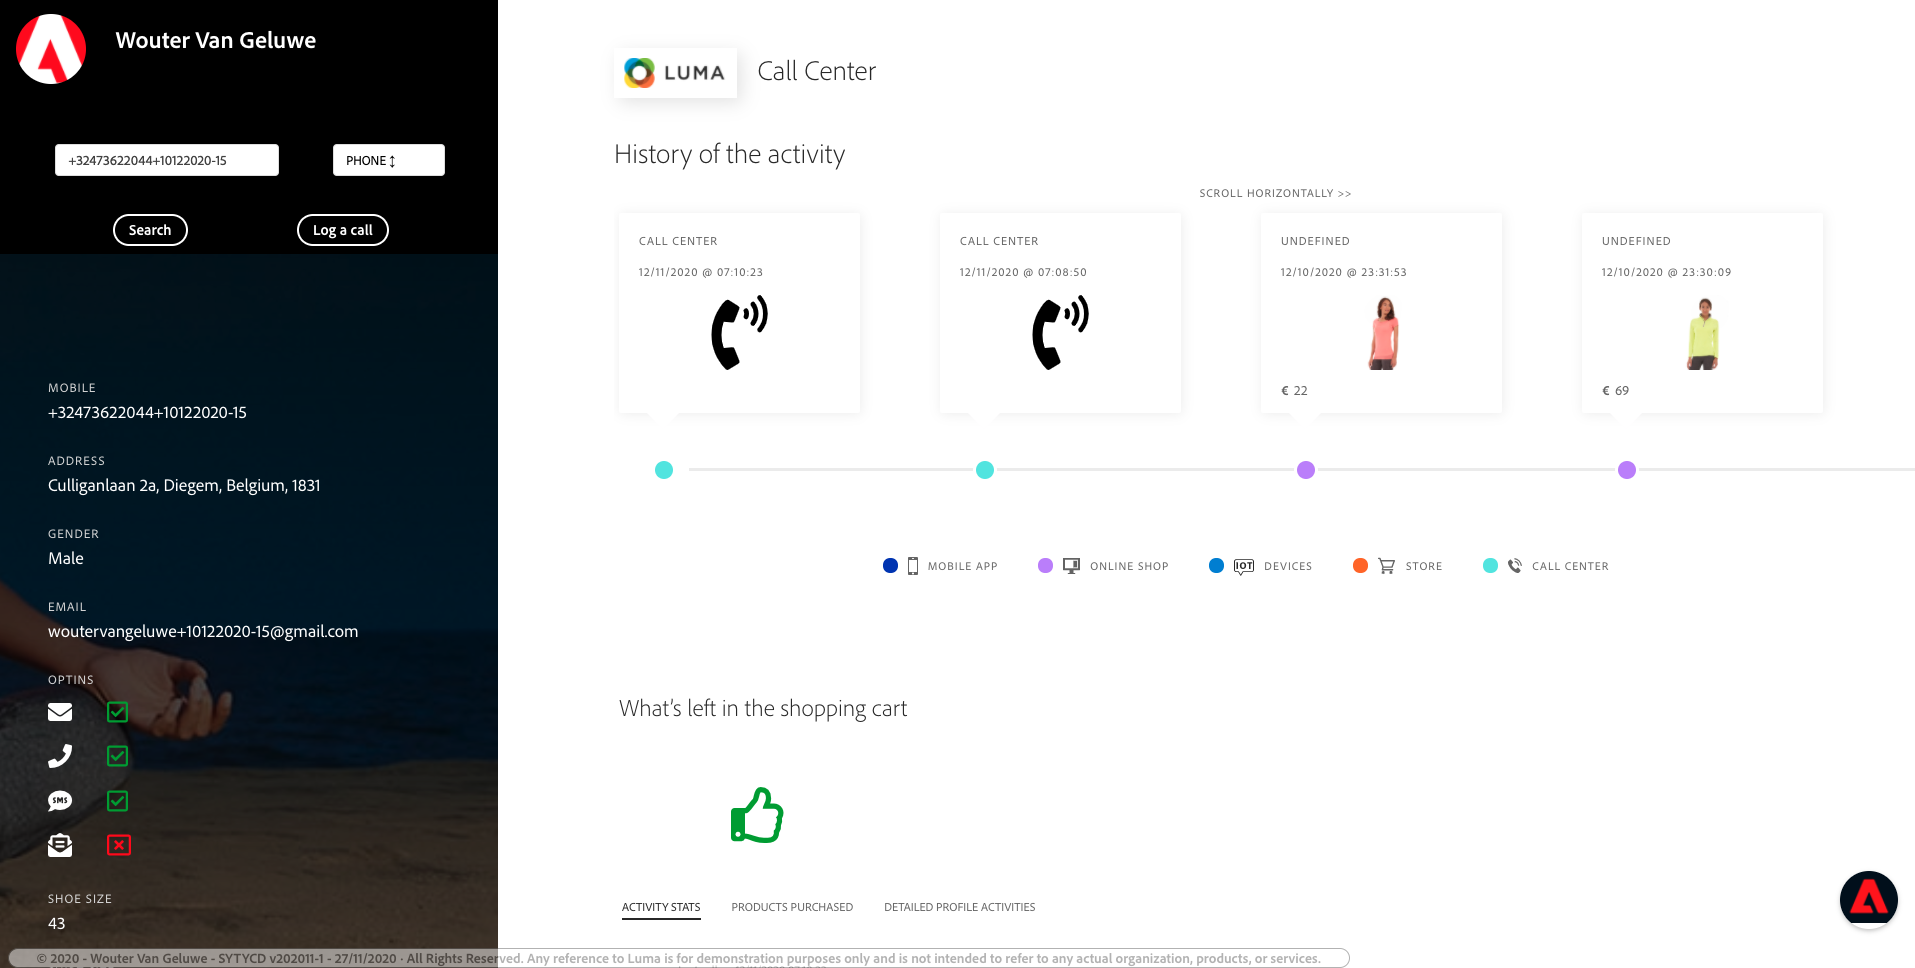 Wouter Van Geluwe
+32473622044+10122020-15
PHONE
Search
Log a call
MOBILE
+32473622044+10122020-15
ADDRESS
Culliganlaan 2a, Diegem, Belgium, 1831
GENDER
Male
EMAIL
woutervangeluwe+10122020-15@gmail.com
OPTINS
SMS
SHOE SIZE
43
LUMA
Call Center
History of the activity
SCROLL HORIZONTALLY >>
CALL CENTER
12/11/2020 @ 07:10:23
CALL CENTER
12/11/2020 @ 07:08:50
UNDEFINED
12/10/2020 @ 23:31:53
€ 22
UNDEFINED
12/10/2020 @ 23:30:09
€ 69
MOBILE APP
ONLINE SHOP
IOT
DEVICES
STORE
CALL CENTER
What's left in the shopping cart
ACTIVITY STATS
PRODUCTS PURCHASED
DETAILED PROFILE ACTIVITIES
© 2020 - Wouter Van Geluwe - SYTYCD v202011-1 - 27/11/2020 · All Rights Reserved. Any reference to Luma is for demonstration purposes only and is not intended to refer to any actual organization, products, or services.